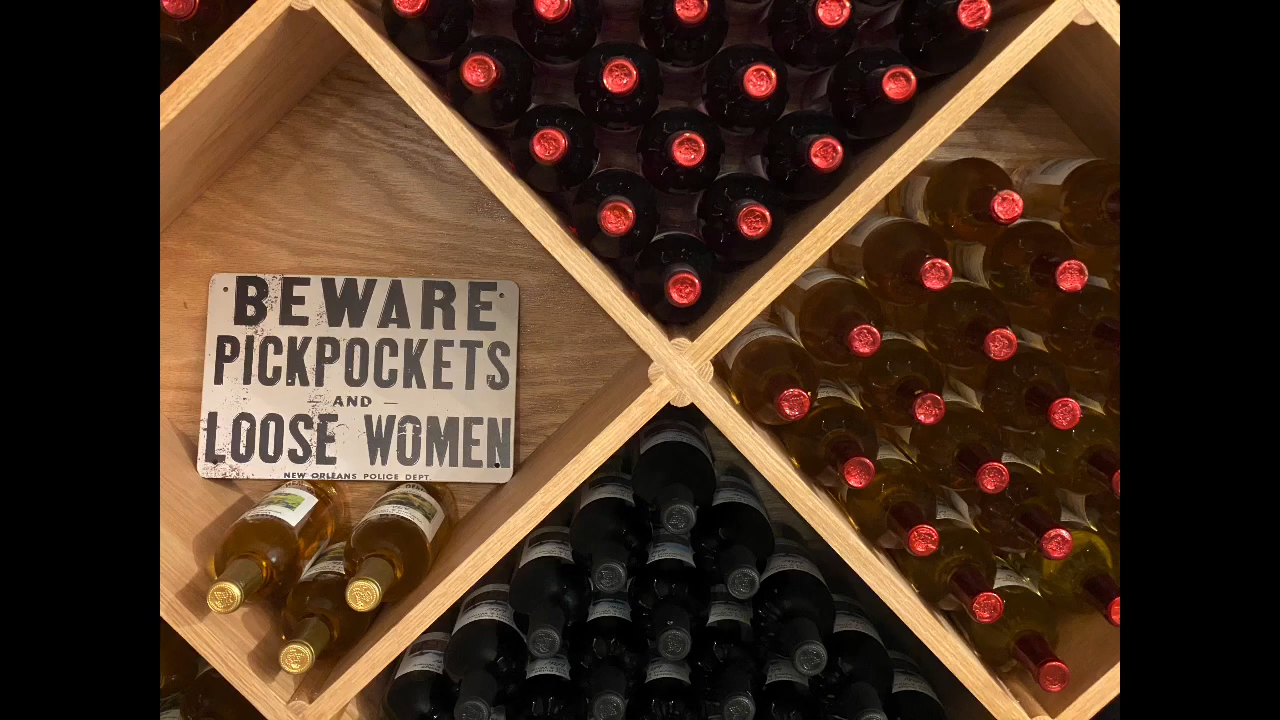 BEWARE
PICKPOCKETS
— AND —
LOOSE WOMEN
NEW ORLEANS POLICE DEPT.